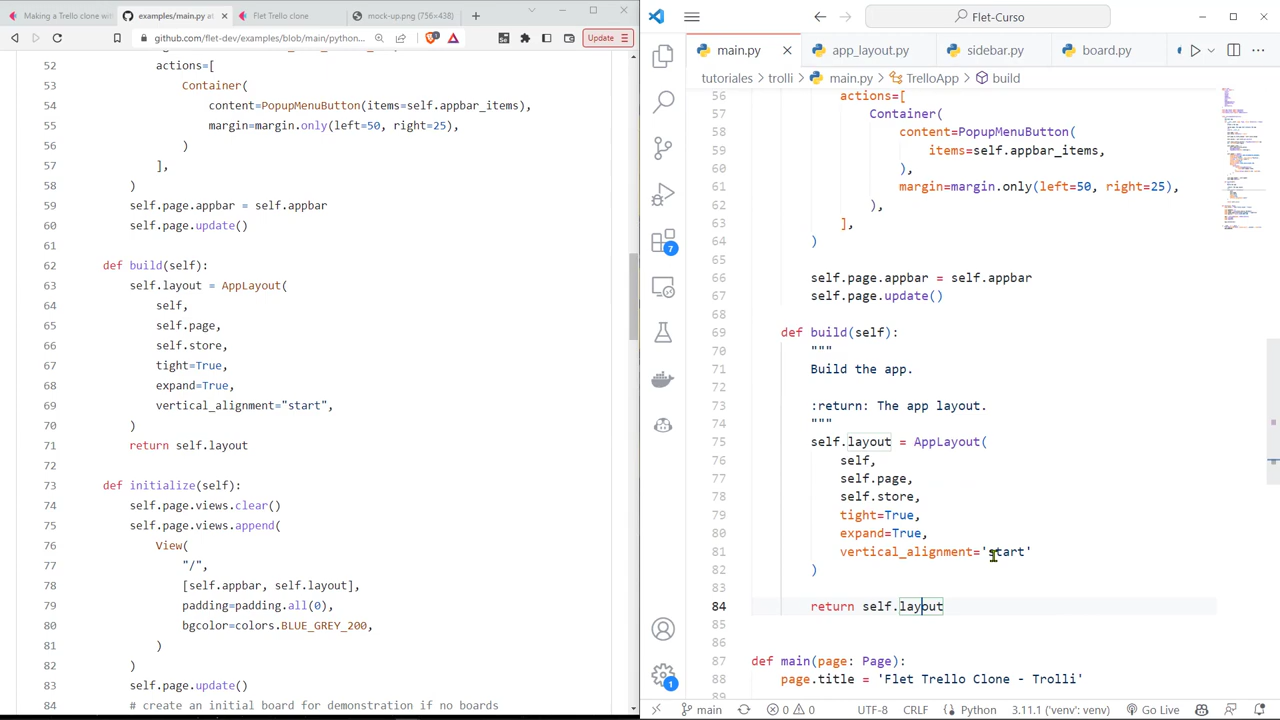 Making a Trello clone with
examples/main.py at
Trello clone
mock-up.png (796×438)
github.com/flet-dev/examples/blob/main/python...
Update
52
53 actions=[
Container(
54 content=PopupMenuButton(items=self.appbar_items),
55 margin=margin.only(left=50, right=25),
56 )
57 ],
58 )
59 self.page.appbar = self.appbar
60 self.page.update()
61
62 def build(self):
63 self.layout = AppLayout(
64 self,
65 self.page,
66 self.store,
67 tight=True,
68 expand=True,
69 vertical_alignment="start",
70 )
71 return self.layout
72
73 def initialize(self):
74 self.page.views.clear()
75 self.page.views.append(
76 View(
77 "/",
78 [self.appbar, self.layout],
79 padding=padding.all(0),
80 bgcolor=colors.BLUE_GREY_200,
81 )
82 )
83 self.page.update()
84 # create an initial board for demonstration if no boards
Flet-Curso
main.py
app_layout.py
sidebar.py
board.py
tutoriales
trolli
main.py
TrelloApp
build
56 actions=[
57 Container(
58 content=PopupMenuButton(
59 items=self.appbar_items,
60 ),
61 margin=margin.only(left=50, right=25),
62 ),
63 ],
64 )
65
66 self.page.appbar = self.appbar
67 self.page.update()
68
69 def build(self):
70 """
71 Build the app.
72
73 :return: The app layout.
74 """
75 self.layout = AppLayout(
76 self,
77 self.page,
78 self.store,
79 tight=True,
80 expand=True,
81 vertical_alignment='start'
82 )
83
84 return self.layout
85
86
87 def main(page: Page):
88 page.title = 'Flet Trello Clone - Trolli'
7
1
main
0
0
UTF-8
CRLF
Python
3.11.1 (venv': venv)
Go Live